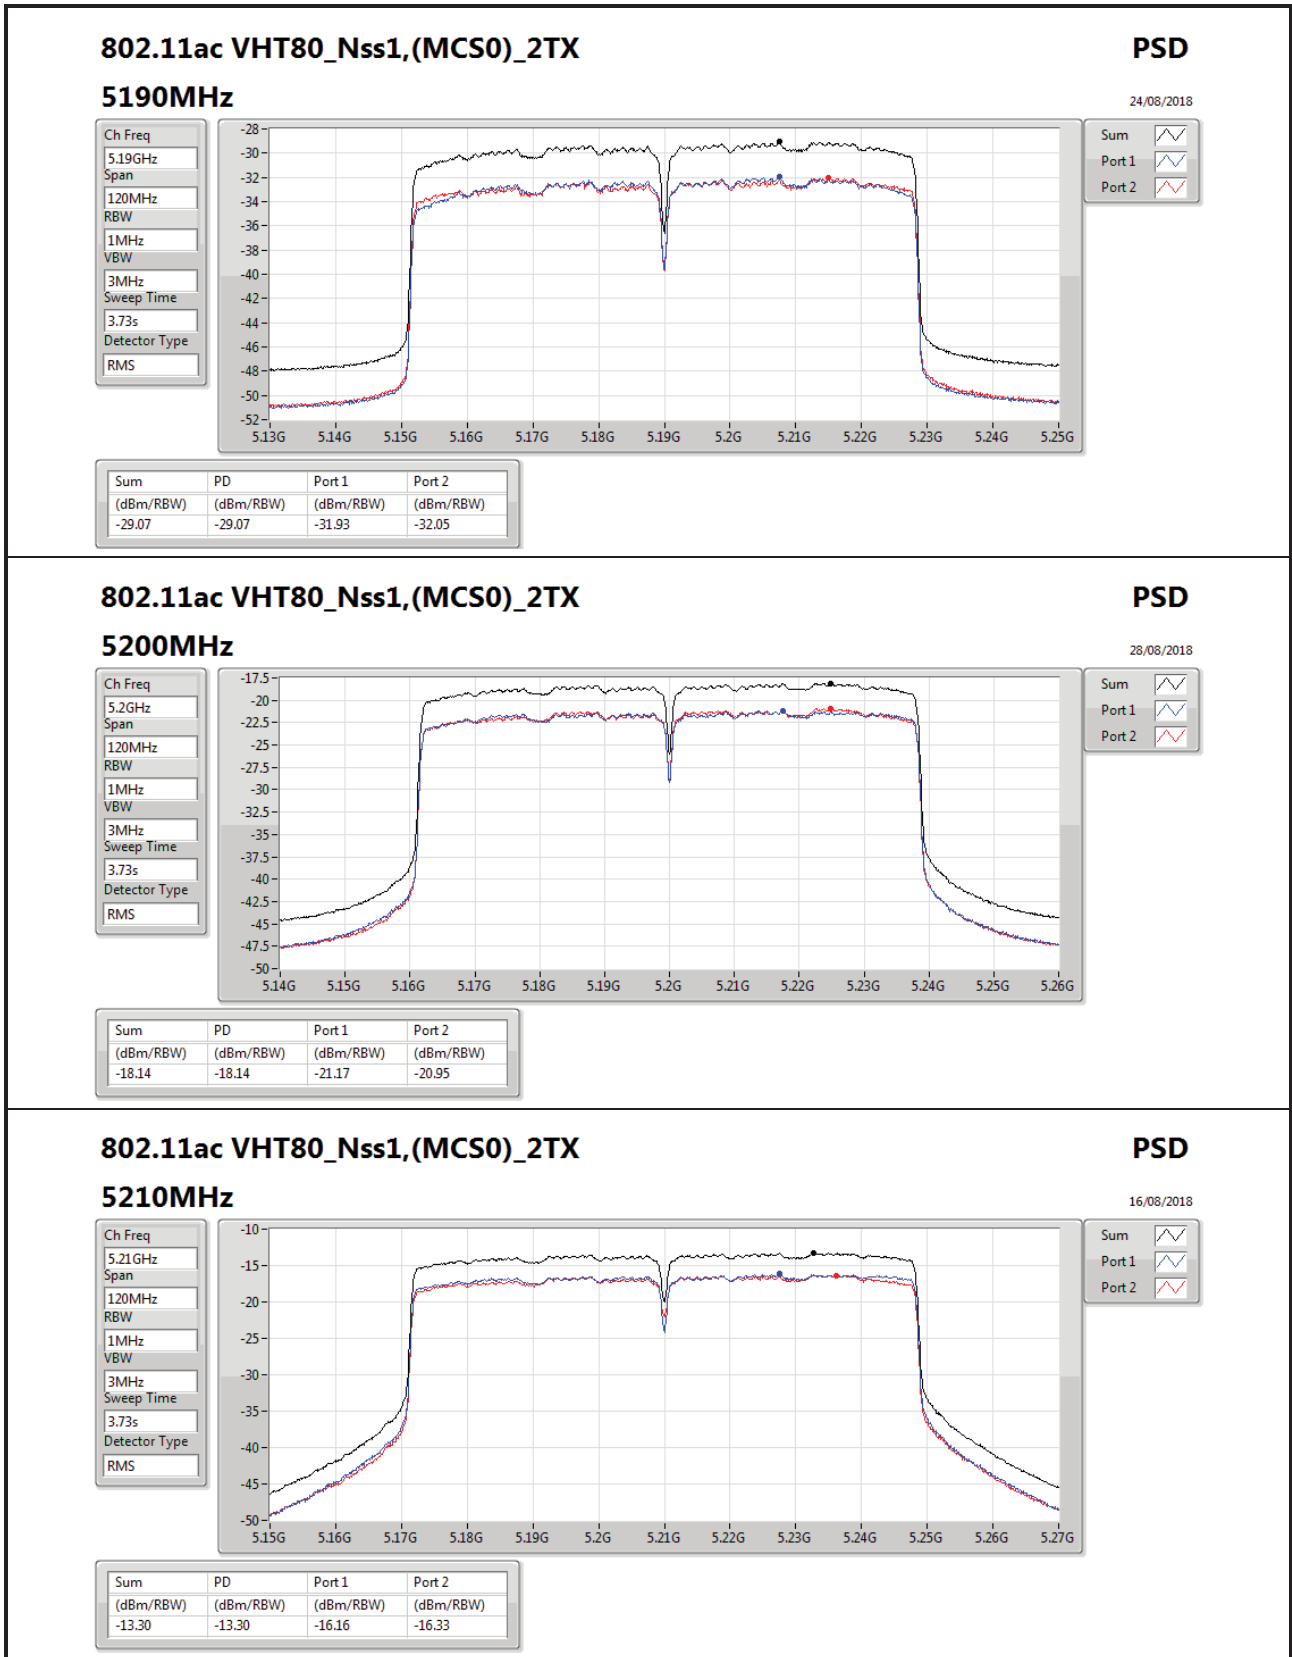 802.11ac VHT80_Nss1,(MCS0)_2TX PSD
5190MHz 24/08/2018
Ch Freq
5.19GHz
Span
120MHz
RBW
1MHz
VBW
3MHz
Sweep Time
3.73s
Detector Type
RMS
-28
-30
-32
-34
-36
-38
-40
-42
-44
-46
-48
-50
-52
5.13G 5.14G 5.15G 5.16G 5.17G 5.18G 5.19G 5.2G 5.21G 5.22G 5.23G 5.24G 5.25G
Sum
Port 1
Port 2
Sum PD Port 1 Port 2
(dBm/RBW) (dBm/RBW) (dBm/RBW) (dBm/RBW)
-29.07 -29.07 -31.93 -32.05
802.11ac VHT80_Nss1,(MCS0)_2TX PSD
5200MHz 28/08/2018
Ch Freq
5.2GHz
Span
120MHz
RBW
1MHz
VBW
3MHz
Sweep Time
3.73s
Detector Type
RMS
-17.5
-20
-22.5
-25
-27.5
-30
-32.5
-35
-37.5
-40
-42.5
-45
-47.5
-50
5.14G 5.15G 5.16G 5.17G 5.18G 5.19G 5.2G 5.21G 5.22G 5.23G 5.24G 5.25G 5.26G
Sum
Port 1
Port 2
Sum PD Port 1 Port 2
(dBm/RBW) (dBm/RBW) (dBm/RBW) (dBm/RBW)
-18.14 -18.14 -21.17 -20.95
802.11ac VHT80_Nss1,(MCS0)_2TX PSD
5210MHz 16/08/2018
Ch Freq
5.21GHz
Span
120MHz
RBW
1MHz
VBW
3MHz
Sweep Time
3.73s
Detector Type
RMS
-10
-15
-20
-25
-30
-35
-40
-45
-50
5.15G 5.16G 5.17G 5.18G 5.19G 5.2G 5.21G 5.22G 5.23G 5.24G 5.25G 5.26G 5.27G
Sum
Port 1
Port 2
Sum PD Port 1 Port 2
(dBm/RBW) (dBm/RBW) (dBm/RBW) (dBm/RBW)
-13.30 -13.30 -16.16 -16.33